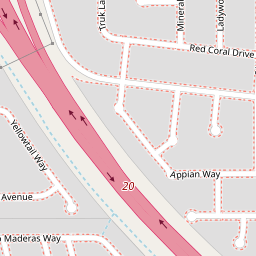 Truk La
Mineral
Ladywo
Red Coral Drive
Yellowtail Way
Appian Way
20
Avenue
Maderas Way